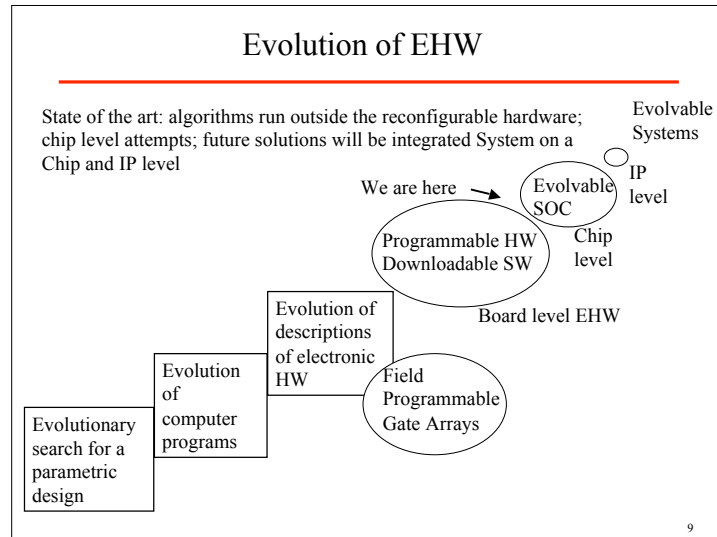 Evolution of EHW
State of the art: algorithms run outside the reconfigurable hardware;
chip level attempts; future solutions will be integrated System on a
Chip and IP level
Evolvable
Systems
IP
level
We are here
Evolvable
SOC
Chip
level
Programmable HW
Downloadable SW
Board level EHW
Evolution of
descriptions
of electronic
HW
Field
Programmable
Gate Arrays
Evolution
of
computer
programs
Evolutionary
search for a
parametric
design
9